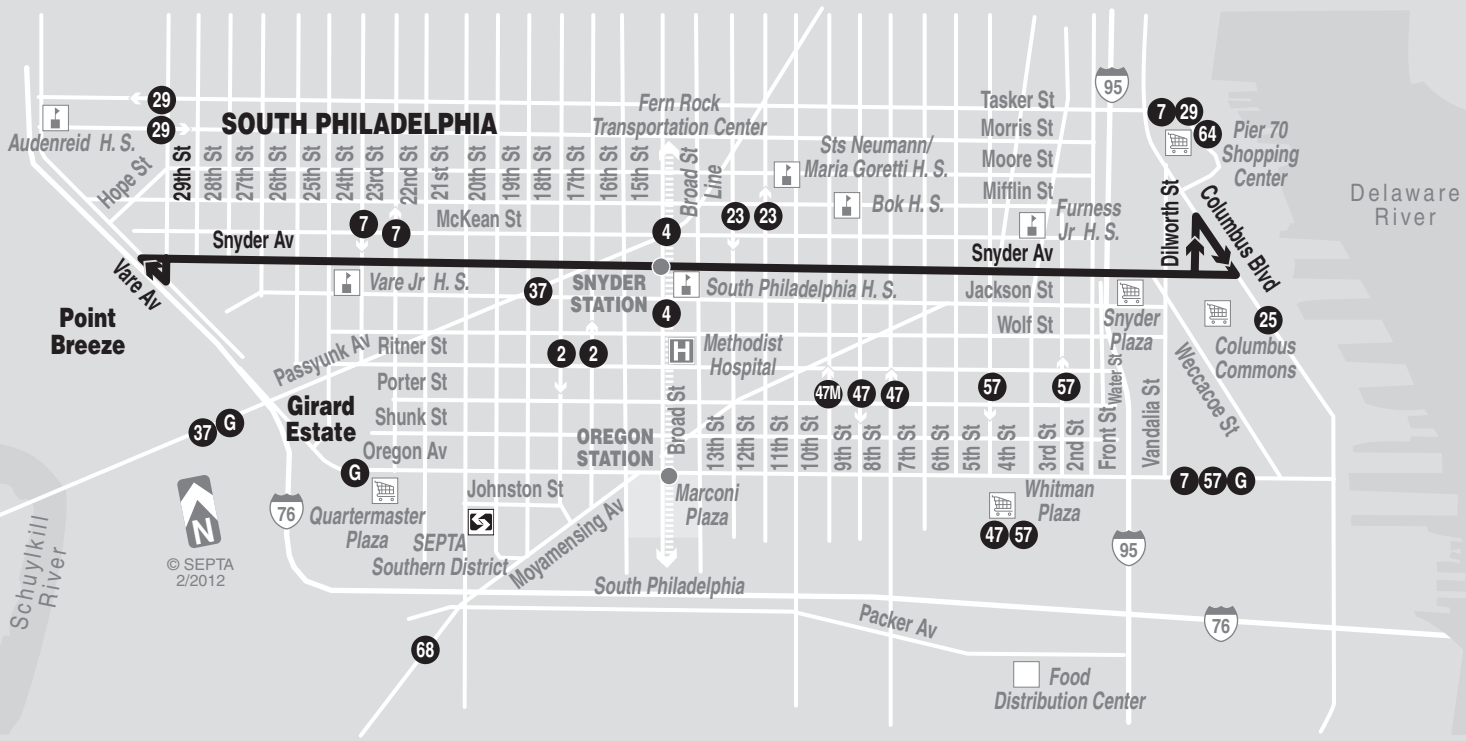 29
29
Audenreid H. S.
SOUTH PHILADELPHIA
Fern Rock
Transportation Center
Tasker St
Morris St
Moore St
Mifflin St
95
7
29
64
Pier 70
Shopping
Center
Delaware
River
Hope St
29th St
28th St
27th St
26th St
25th St
24th St
23rd St
22nd St
21st St
20th St
19th St
18th St
17th St
16th St
15th St
Broad St
Line
Sts Neumann/
Maria Goretti H. S.
Bok H. S.
Furness
Jr H. S.
7
7
McKean St
4
23
23
Dilworth St
Columbus Blvd
Snyder Av
Snyder Av
Vare Av
Point
Breeze
Vare Jr H. S.
37
SNYDER
STATION
South Philadelphia H. S.
4
Jackson St
Wolf St
Snyder
Plaza
25
Columbus
Commons
Passyunk Av
Ritner St
Porter St
Shunk St
Oregon Av
2
2
H
Methodist
Hospital
47M
47
47
57
57
Water St
Weccacoe St
Girard
Estate
37
G
G
OREGON
STATION
Broad St
13th St
12th St
11th St
10th St
9th St
8th St
7th St
6th St
5th St
4th St
3rd St
2nd St
Front St
Vandalia St
7
57
G
N
© SEPTA
2/2012
76
Quartermaster
Plaza
Johnston St
SEPTA
Southern District
Moyamensing Av
Marconi
Plaza
Whitman
Plaza
47
57
95
Schuylkill
River
South Philadelphia
68
Packer Av
76
Food
Distribution Center